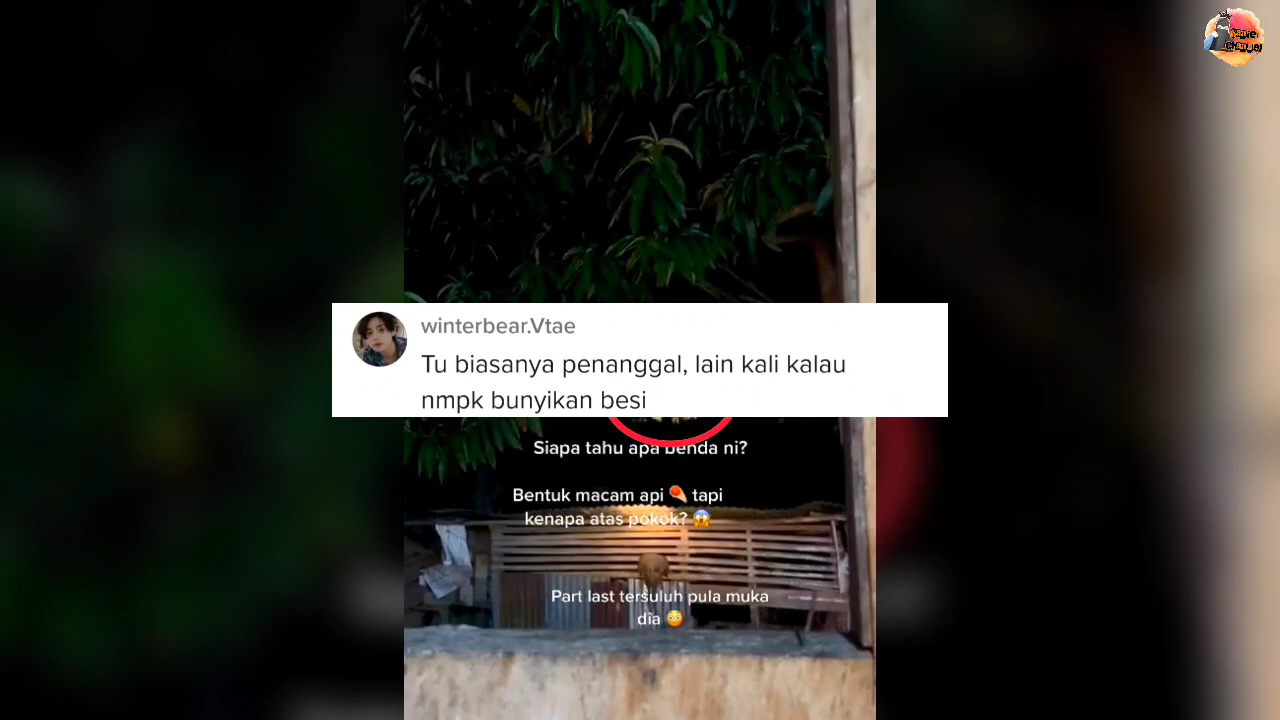 winterbear.Vtae
Tu biasanya penanggal, lain kali kalau
nmpk bunyikan besi
Siapa tahu apa benda ni?
Bentuk macam api ☄️ tapi
kenapa atas pokok? 😱
Part last tersuluh pula muka
dia 😳